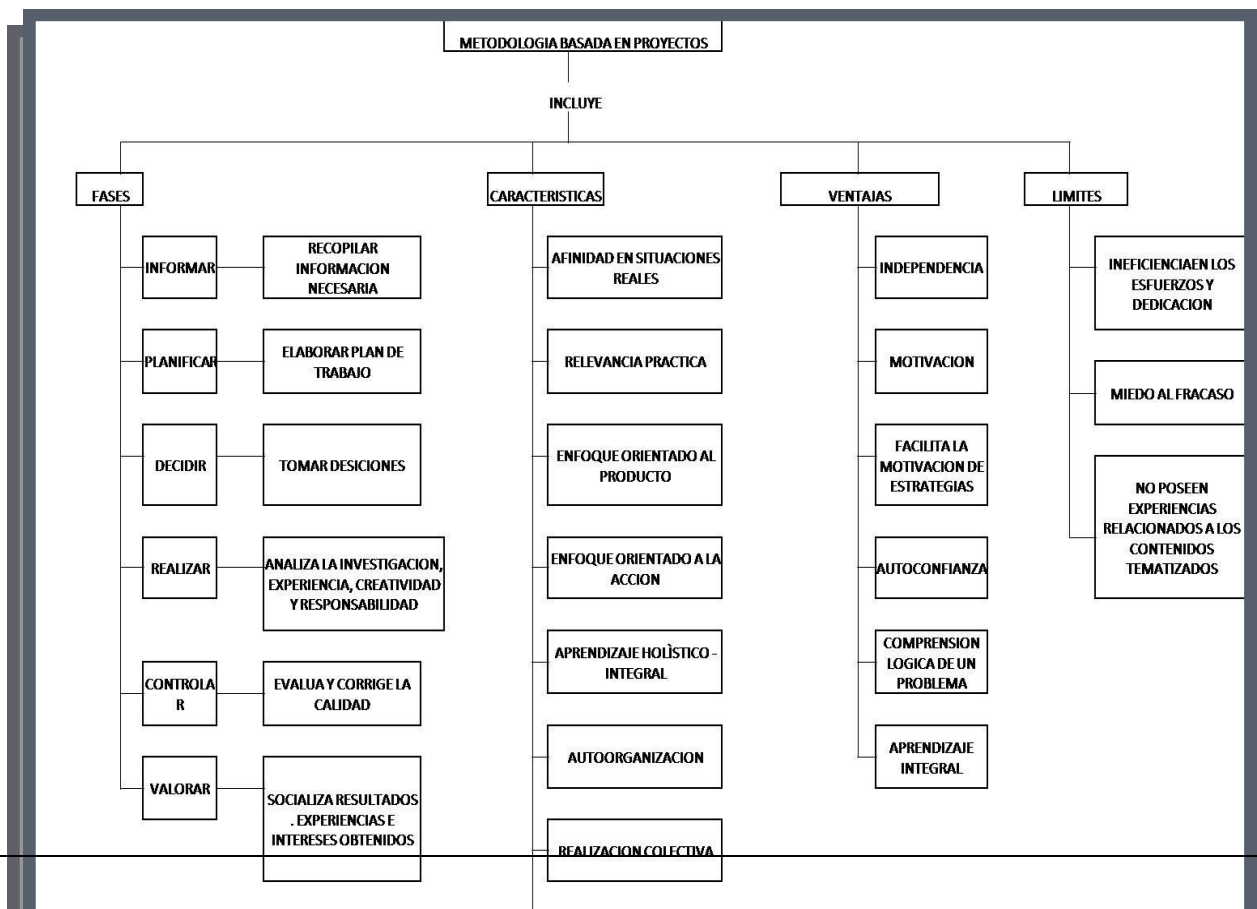 METODOLOGIA BASADA EN PROYECTOS
INCLUYE
FASES
CARACTERISTICAS
VENTAJAS
LIMITES
INFORMAR
RECOPILAR
INFORMACION
NECESARIA
PLANIFICAR
ELABORAR PLAN DE
TRABAJO
DECIDIR
TOMAR DESICIONES
REALIZAR
ANALIZA LA INVESTIGACION,
EXPERIENCIA, CREATIVIDAD
Y RESPONSABILIDAD
CONTROLA
R
EVALUA Y CORRIGE LA
CALIDAD
VALORAR
SOCIALIZA RESULTADOS
. EXPERIENCIAS E
INTERESES OBTENIDOS
AFINIDAD EN SITUACIONES
REALES
RELEVANCIA PRACTICA
ENFOQUE ORIENTADO AL
PRODUCTO
ENFOQUE ORIENTADO A LA
ACCION
APRENDIZAJE HOLÌSTICO -
INTEGRAL
AUTOORGANIZACION
REALIZACION COLECTIVA
INDEPENDENCIA
MOTIVACION
FACILITA LA
MOTIVACION DE
ESTRATEGIAS
AUTOCONFIANZA
COMPRENSION
LOGICA DE UN
PROBLEMA
APRENDIZAJE
INTEGRAL
INEFICIENCIAEN LOS
ESFUERZOS Y
DEDICACION
MIEDO AL FRACASO
NO POSEEN
EXPERIENCIAS
RELACIONADOS A LOS
CONTENIDOS
TEMATIZADOS